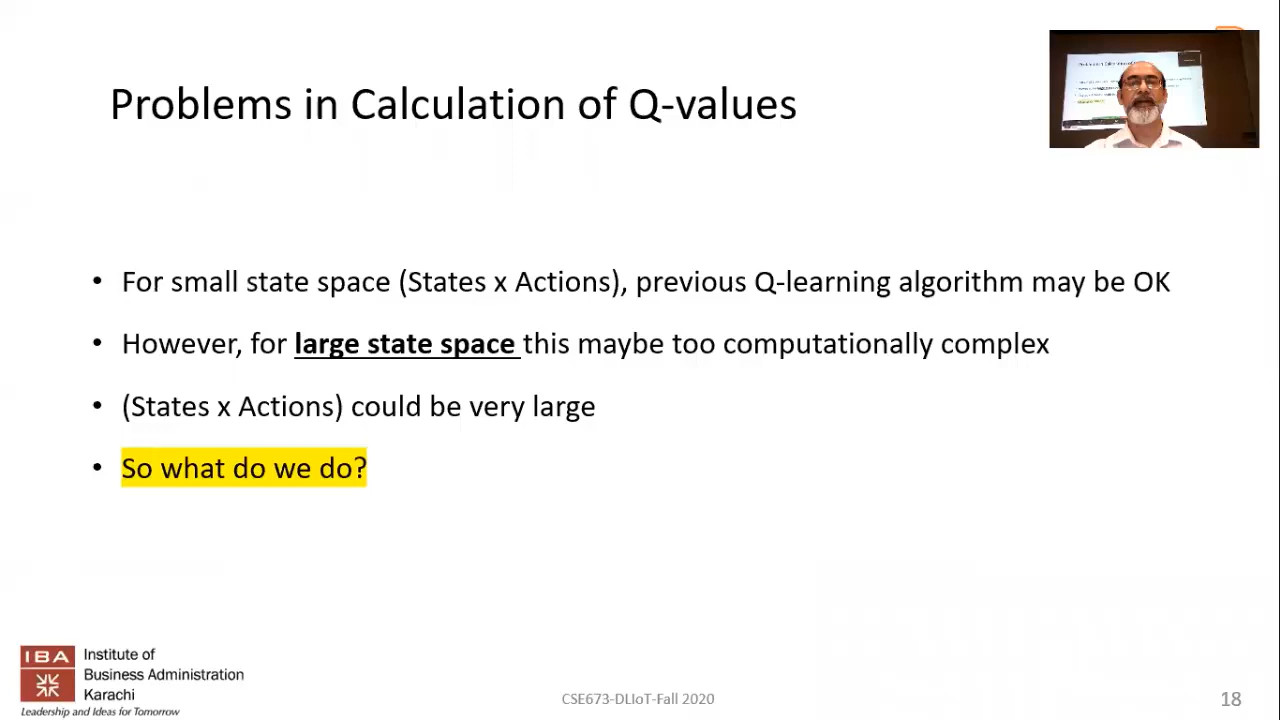 Problems in Calculation of Q-values
• For small state space (States x Actions), previous Q-learning algorithm may be OK
• However, for large state space this maybe too computationally complex
• (States x Actions) could be very large
• So what do we do?
IBA
Institute of
Business Administration
Karachi
Leadership and Ideas for Tomorrow
CSE673-DLIoT-Fall 2020
18